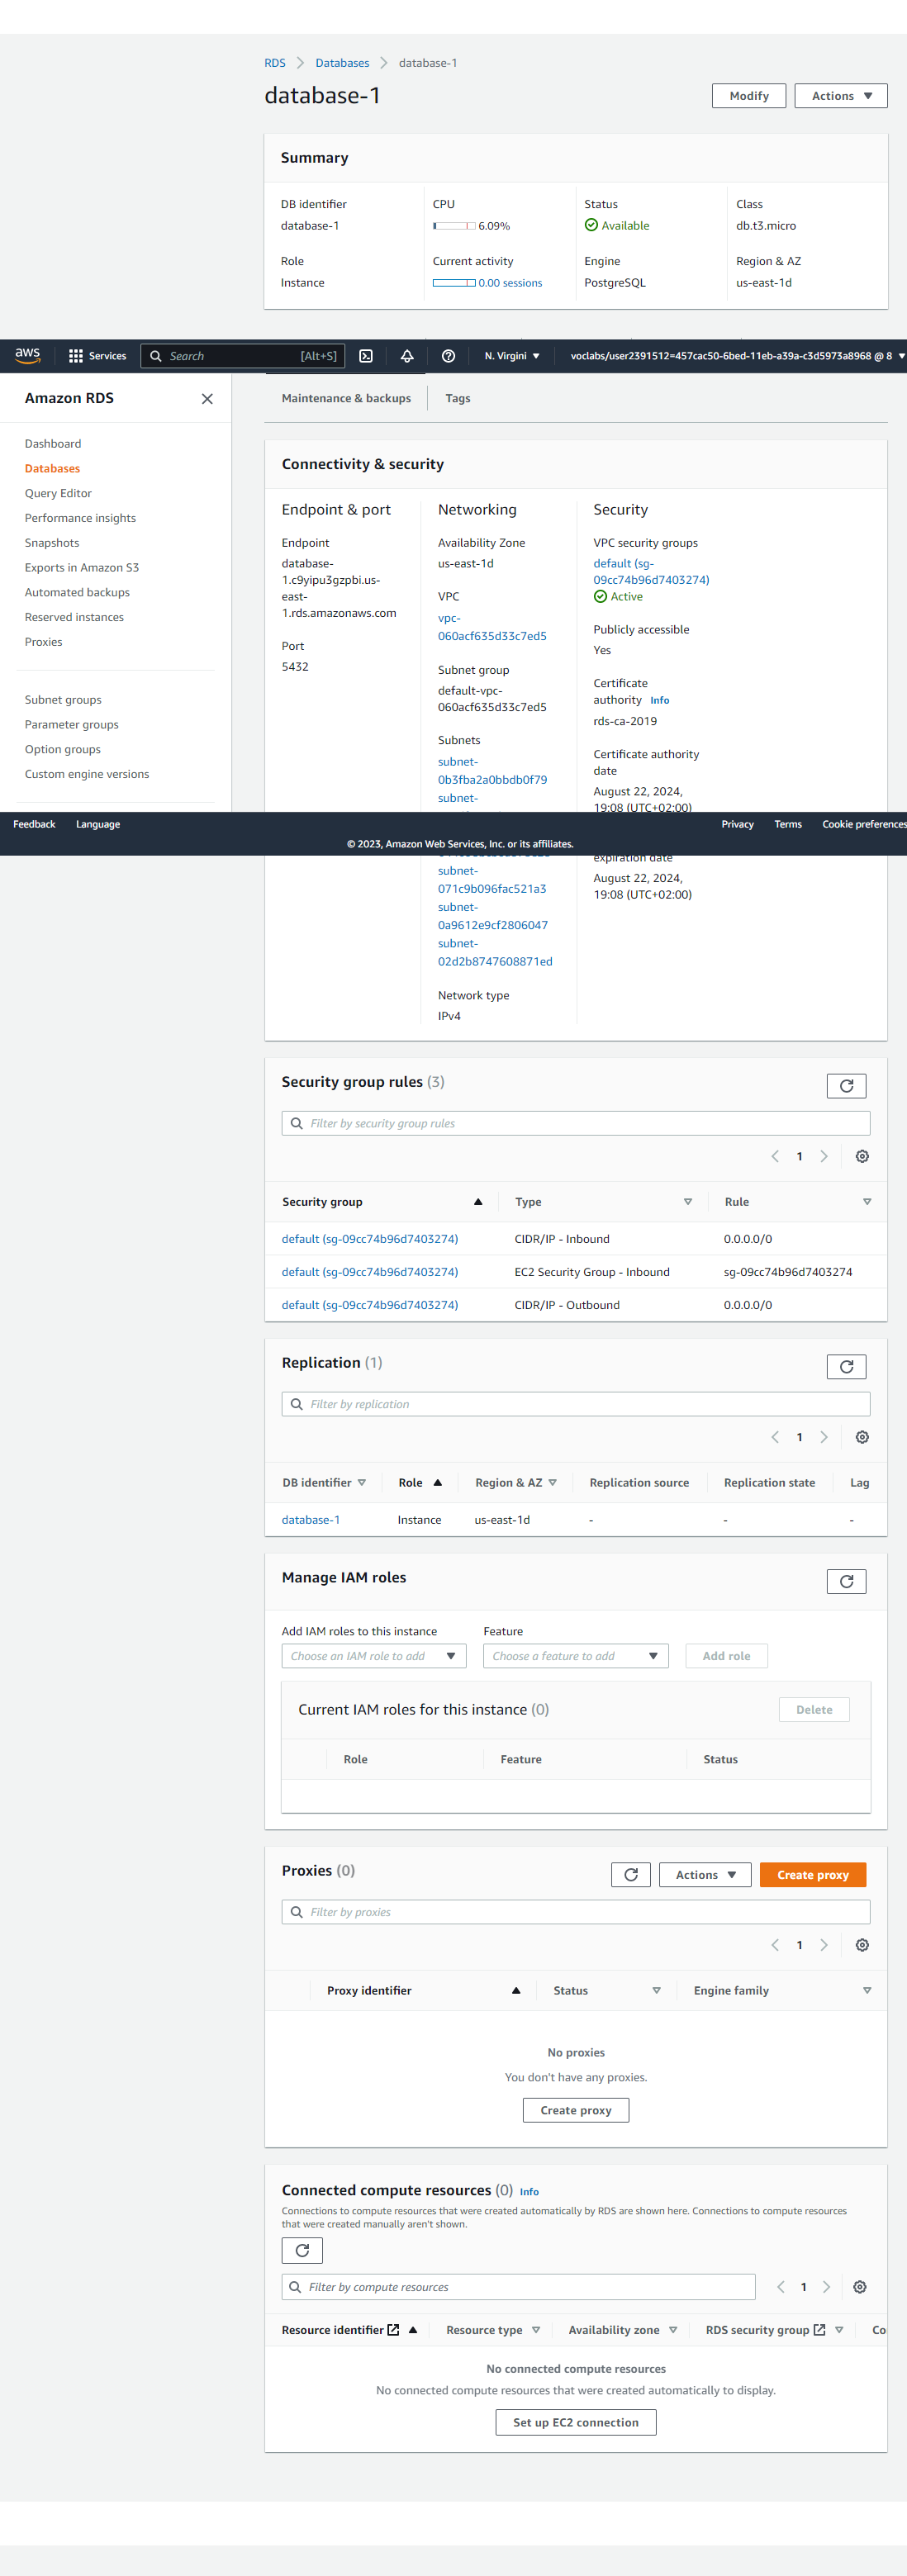 RDS > Databases > database-1
database-1
Modify
Actions
Summary
DB identifier
CPU
Status
Class
database-1
6.09%
Available
db.t3.micro
Role
Current activity
Engine
Region & AZ
Instance
0.00 sessions
PostgreSQL
us-east-1d
aws
Services
Search
[Alt+S]
N. Virgini
voclabs/user2391512=457cac50-6bed-11eb-a39a-c3d5973a8968 @ 8
Amazon RDS
Dashboard
Databases
Query Editor
Performance insights
Snapshots
Exports in Amazon S3
Automated backups
Reserved instances
Proxies
Subnet groups
Parameter groups
Option groups
Custom engine versions
Maintenance & backups
Tags
Connectivity & security
Endpoint & port
Endpoint
database-
1.c9yipu3gzpbi.us-
east-
1.rds.amazonaws.com
Port
5432
Networking
Availability Zone
us-east-1d
VPC
vpc-
060acf635d33c7ed5
Subnet group
default-vpc-
060acf635d33c7ed5
Subnets
subnet-
0b3fba2a0bbdb0f79
subnet-
Security
VPC security groups
default (sg-
09cc74b96d7403274)
Active
Publicly accessible
Yes
Certificate
authority Info
rds-ca-2019
Certificate authority
date
August 22, 2024,
19:08 (UTC+02:00)
Feedback
Language
Privacy
Terms
Cookie preferences
© 2023, Amazon Web Services, Inc. or its affiliates.
subnet-
071c9b096fac521a3
subnet-
0a9612e9cf2806047
subnet-
02d2b8747608871ed
Network type
IPv4
expiration date
August 22, 2024,
19:08 (UTC+02:00)
Security group rules (3)
Filter by security group rules
1
Security group
Type
Rule
default (sg-09cc74b96d7403274)
CIDR/IP - Inbound
0.0.0.0/0
default (sg-09cc74b96d7403274)
EC2 Security Group - Inbound
sg-09cc74b96d7403274
default (sg-09cc74b96d7403274)
CIDR/IP - Outbound
0.0.0.0/0
Replication (1)
Filter by replication
1
DB identifier
Role
Region & AZ
Replication source
Replication state
Lag
database-1
Instance
us-east-1d
-
-
-
Manage IAM roles
Add IAM roles to this instance
Feature
Choose an IAM role to add
Choose a feature to add
Add role
Current IAM roles for this instance (0)
Delete
Role
Feature
Status
Proxies (0)
Actions
Create proxy
Filter by proxies
1
Proxy identifier
Status
Engine family
No proxies
You don't have any proxies.
Create proxy
Connected compute resources (0) Info
Connections to compute resources that were created automatically by RDS are shown here. Connections to compute resources
that were created manually aren't shown.
Filter by compute resources
1
Resource identifier
Resource type
Availability zone
RDS security group
Co
No connected compute resources
No connected compute resources that were created automatically to display.
Set up EC2 connection